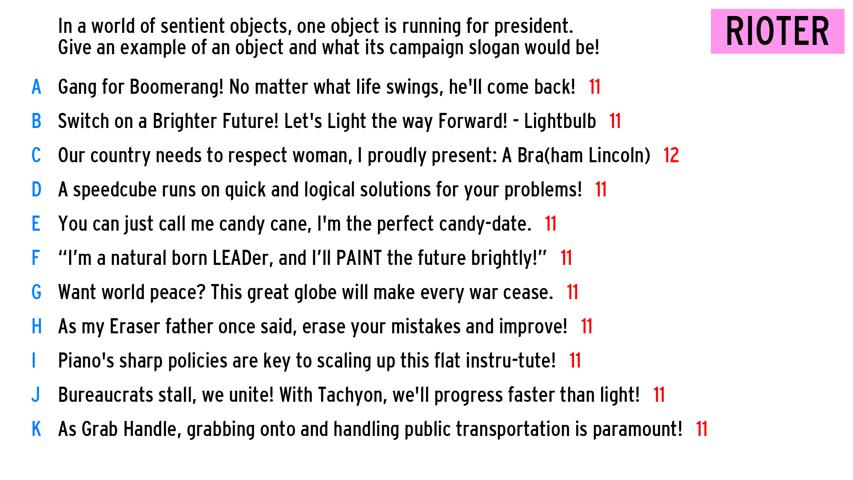 In a world of sentient objects, one object is running for president.
Give an example of an object and what its campaign slogan would be!
RIOTER
A Gang for Boomerang! No matter what life swings, he'll come back! 11
B Switch on a Brighter Future! Let's Light the way Forward! - Lightbulb 11
C Our country needs to respect woman, I proudly present: A Bra(ham Lincoln) 12
D A speedcube runs on quick and logical solutions for your problems! 11
E You can just call me candy cane, I'm the perfect candy-date. 11
F “I’m a natural born LEADer, and I’ll PAINT the future brightly!” 11
G Want world peace? This great globe will make every war cease. 11
H As my Eraser father once said, erase your mistakes and improve! 11
I Piano's sharp policies are key to scaling up this flat instru-tute! 11
J Bureaucrats stall, we unite! With Tachyon, we'll progress faster than light! 11
K As Grab Handle, grabbing onto and handling public transportation is paramount! 11